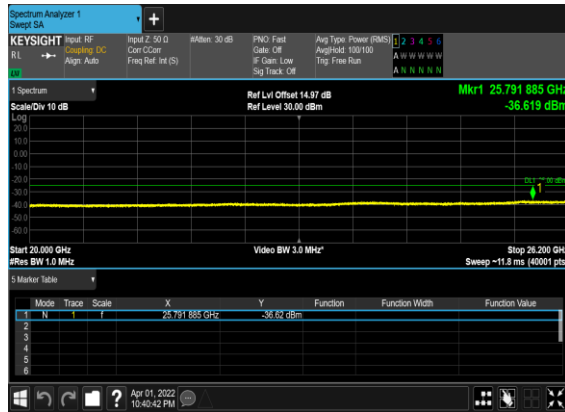 Spectrum Analyzer 1
Swept SA
+
KEYSIGHT Input: RF Input Z: 50 Ω #Atten: 30 dB PNO: Fast Avg Type: Power (RMS) 1 2 3 4 5 6
RL Coupling: DC Corr CCorr Gate: Off Avg|Hold: 100/100 A W W W W W
Align: Auto Freq Ref: Int (S) IF Gain: Low Trig: Free Run
Sig Track: Off A N N N N N
1 Spectrum Ref Lvl Offset 14.97 dB Mkr1 25.791 885 GHz
Scale/Div 10 dB Ref Level 30.00 dBm -36.619 dBm
Log
20.0
10.0
0.00
-10.0
-20.0
-30.0
-40.0
-50.0
-60.0
1
Start 20.000 GHz Video BW 3.0 MHz* Stop 26.200 GHz
#Res BW 1.0 MHz Sweep ~11.8 ms (40001 pts)
5 Marker Table
Mode Trace Scale X Y Function Function Width Function Value
1 N 1 f 25.791 885 GHz -36.62 dBm
2
3
4
5
6
? Apr 01, 2022
10:40:42 PM